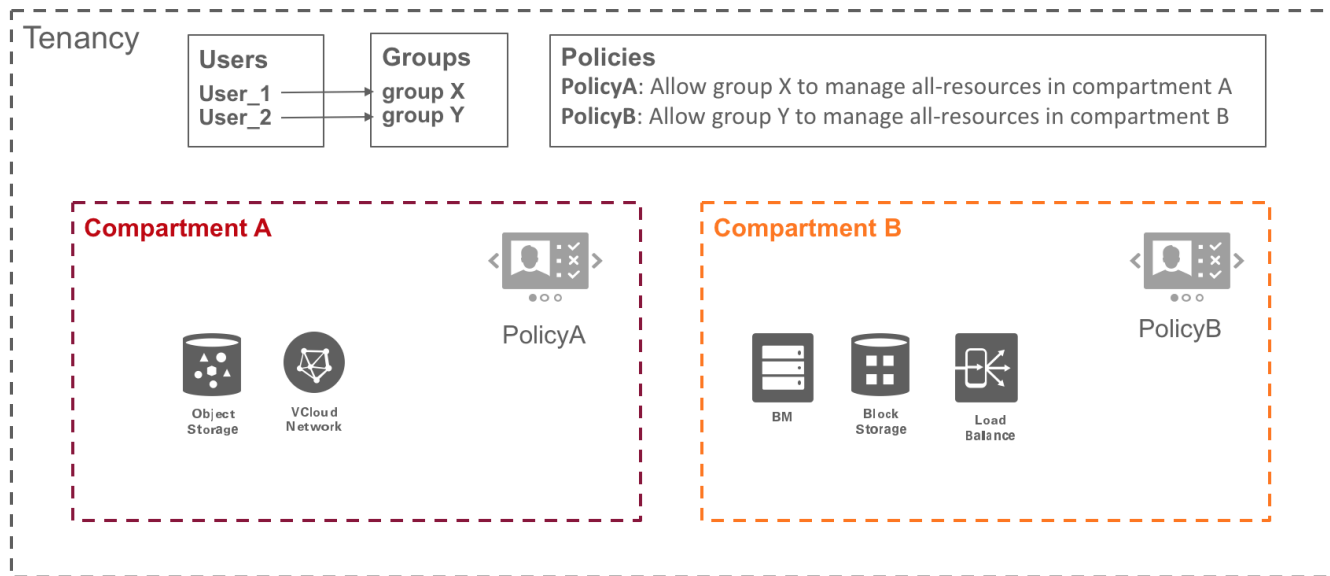 Tenancy
Users
User_1
User_2
Groups
group X
group Y
Policies
PolicyA: Allow group X to manage all-resources in compartment A
PolicyB: Allow group Y to manage all-resources in compartment B
Compartment A
PolicyA
Object
Storage
VCloud
Network
Compartment B
PolicyB
BM
Block
Storage
Load
Balance